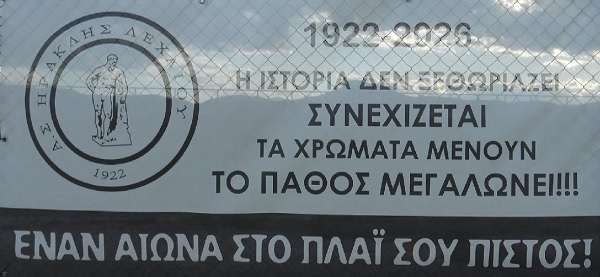 Α.Σ ΗΡΑΚΛΗΣ ΛΕΧΑΙΟΥ
1922
1922-2026
Η ΙΣΤΟΡΙΑ ΔΕΝ ΞΕΘΩΡΙΑΖΕΙ
ΣΥΝΕΧΙΖΕΤΑΙ
ΤΑ ΧΡΩΜΑΤΑ ΜΕΝΟΥΝ
ΤΟ ΠΑΘΟΣ ΜΕΓΑΛΩΝΕΙ!!!
ΕΝΑΝ ΑΙΩΝΑ ΣΤΟ ΠΛΑΪ ΣΟΥ ΠΙΣΤΟΣ!